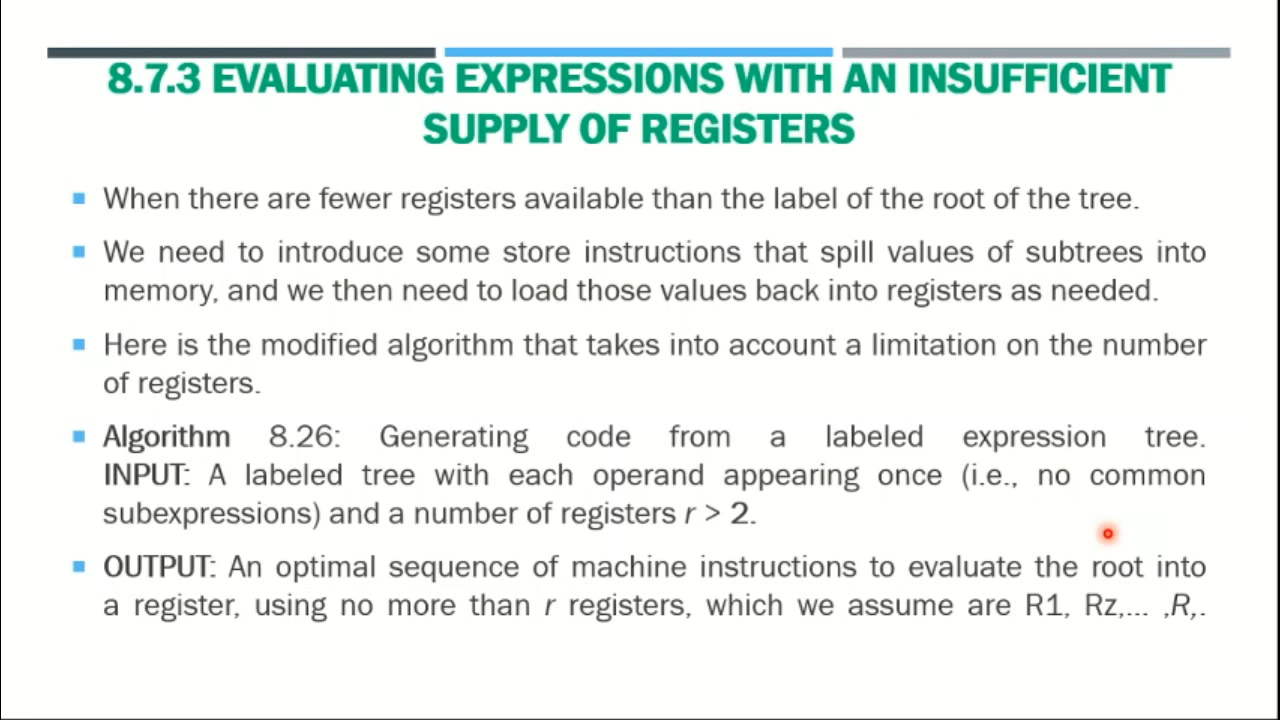 8.7.3 EVALUATING EXPRESSIONS WITH AN INSUFFICIENT
SUPPLY OF REGISTERS
When there are fewer registers available than the label of the root of the tree.
We need to introduce some store instructions that spill values of subtrees into
memory, and we then need to load those values back into registers as needed.
Here is the modified algorithm that takes into account a limitation on the number
of registers.
Algorithm 8.26: Generating code from a labeled expression tree.
INPUT: A labeled tree with each operand appearing once (i.e., no common
subexpressions) and a number of registers r > 2.
OUTPUT: An optimal sequence of machine instructions to evaluate the root into
a register, using no more than r registers, which we assume are R1, Rz,... ,R,.